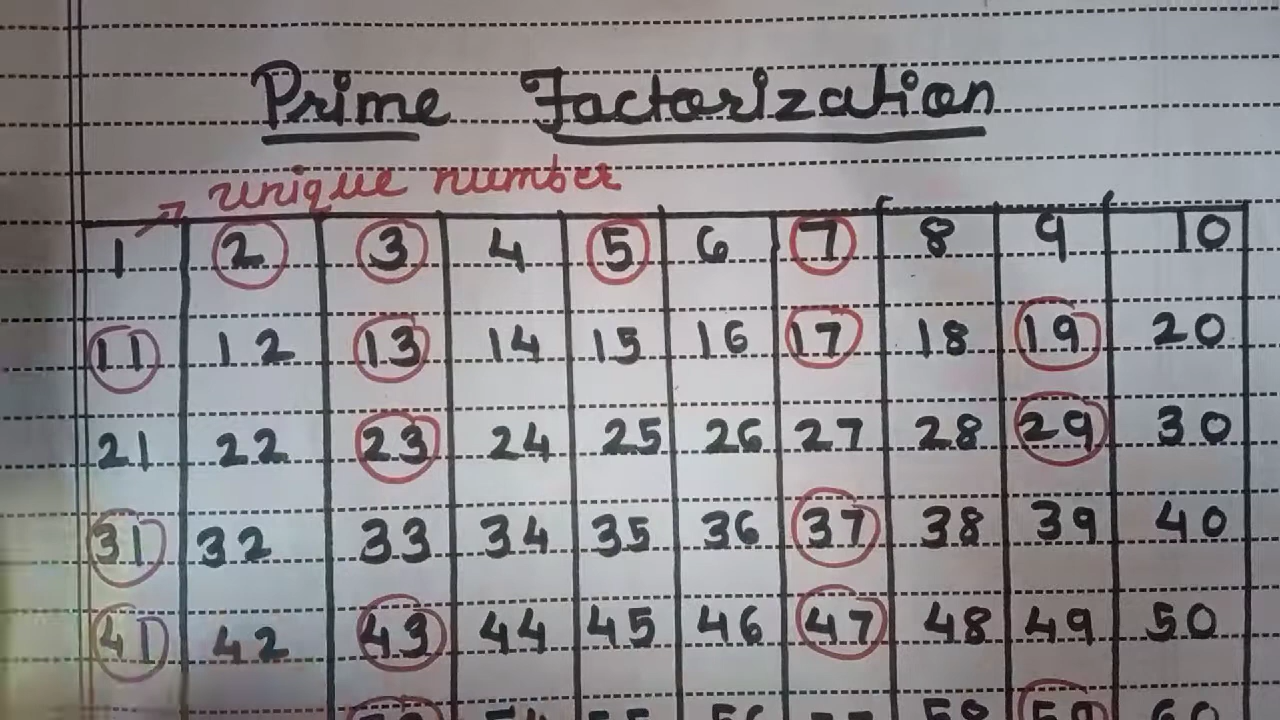 Prime Factorization
unique number
1 2 3 4 5 6 7 8 9 10
11 12 13 14 15 16 17 18 19 20
21 22 23 24 25 26 27 28 29 30
31 32 33 34 35 36 37 38 39 40
41 42 43 44 45 46 47 48 49 50